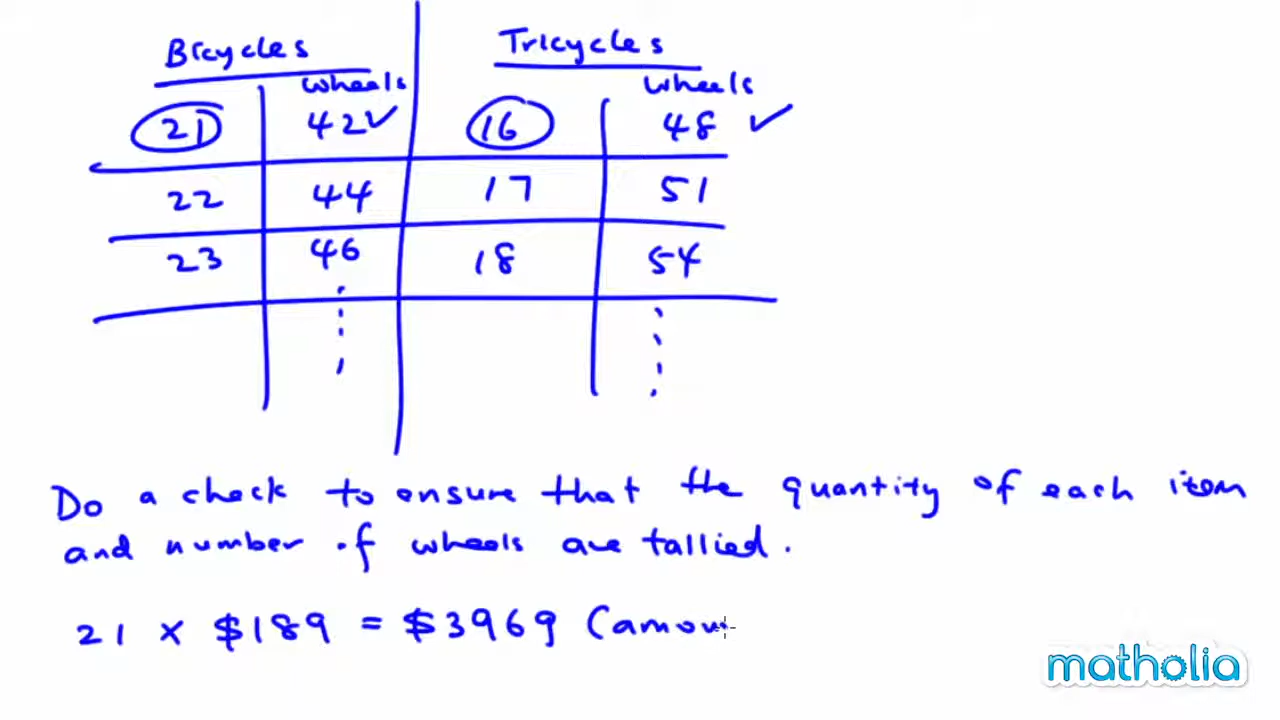 Bicycles Tricycles
wheels wheels
21 42✓ 16 48 ✓
22 44 17 51
23 46 18 54
Do a check to ensure that the quantity of each item
and number of wheels are tallied.
21 x $189 = $3969 (amou
matholia